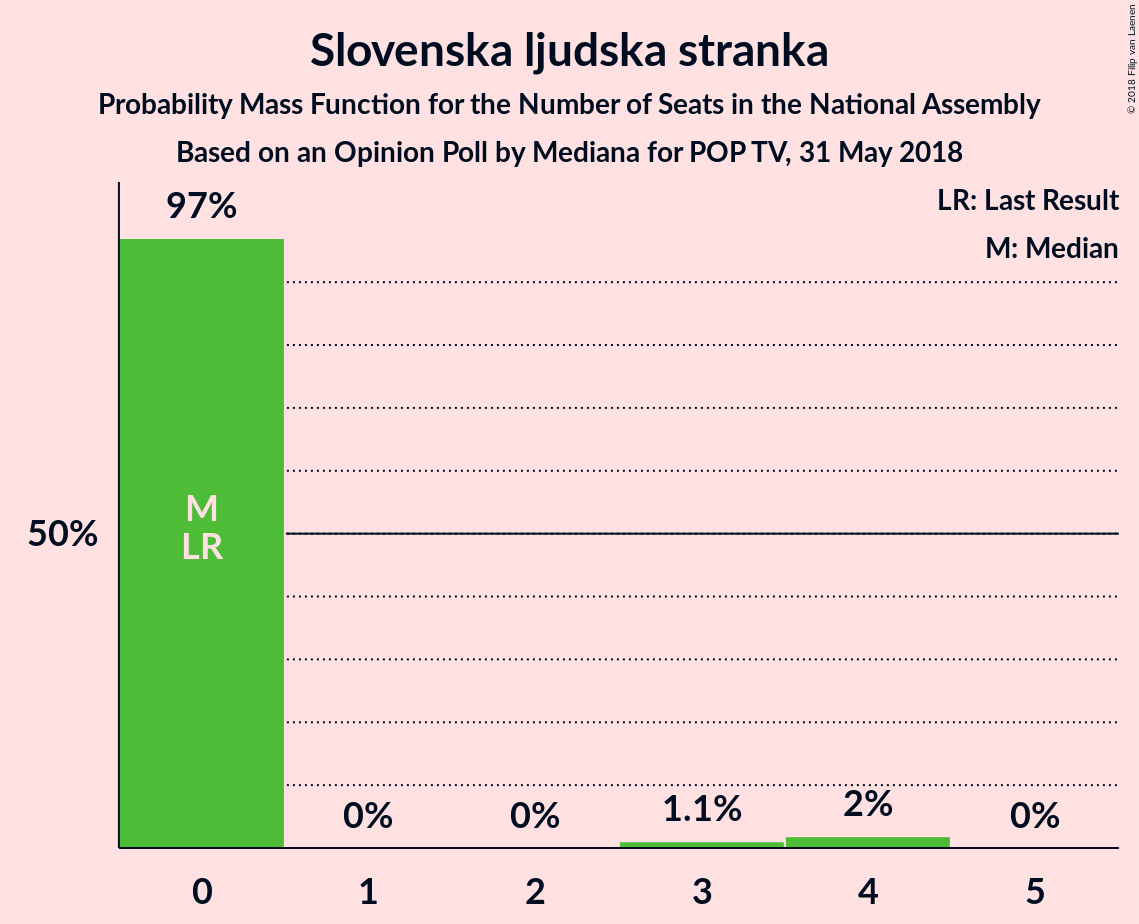 Slovenska ljudska stranka
Probability Mass Function for the Number of Seats in the National Assembly
Based on an Opinion Poll by Mediana for POP TV, 31 May 2018
© 2018 Filip van Laenen
LR: Last Result
M: Median
97%
M
LR
50%
0%
0%
1.1%
2%
0%
0
1
2
3
4
5